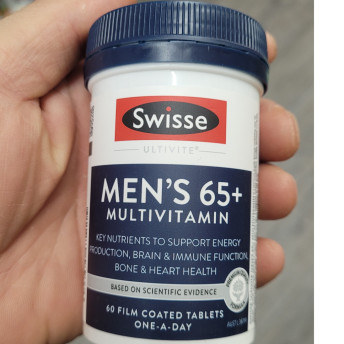 Swisse
ULTIVITE®
MEN'S 65+
MULTIVITAMIN
KEY NUTRIENTS TO SUPPORT ENERGY
PRODUCTION, BRAIN & IMMUNE FUNCTION,
BONE & HEART HEALTH
BASED ON SCIENTIFIC EVIDENCE
60 FILM COATED TABLETS
ONE-A-DAY